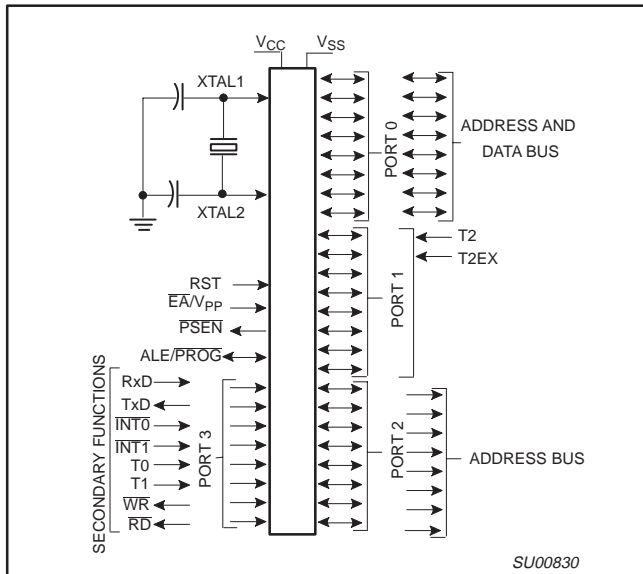 VCC
VSS
XTAL1
XTAL2
PORT 0
ADDRESS AND
DATA BUS
T2
T2EX
PORT 1
RST
EA/VPP
PSEN
ALE/PROG
SECONDARY FUNCTIONS
RxD
TxD
INT0
INT1
T0
T1
WR
RD
PORT 3
PORT 2
ADDRESS BUS
SU00830